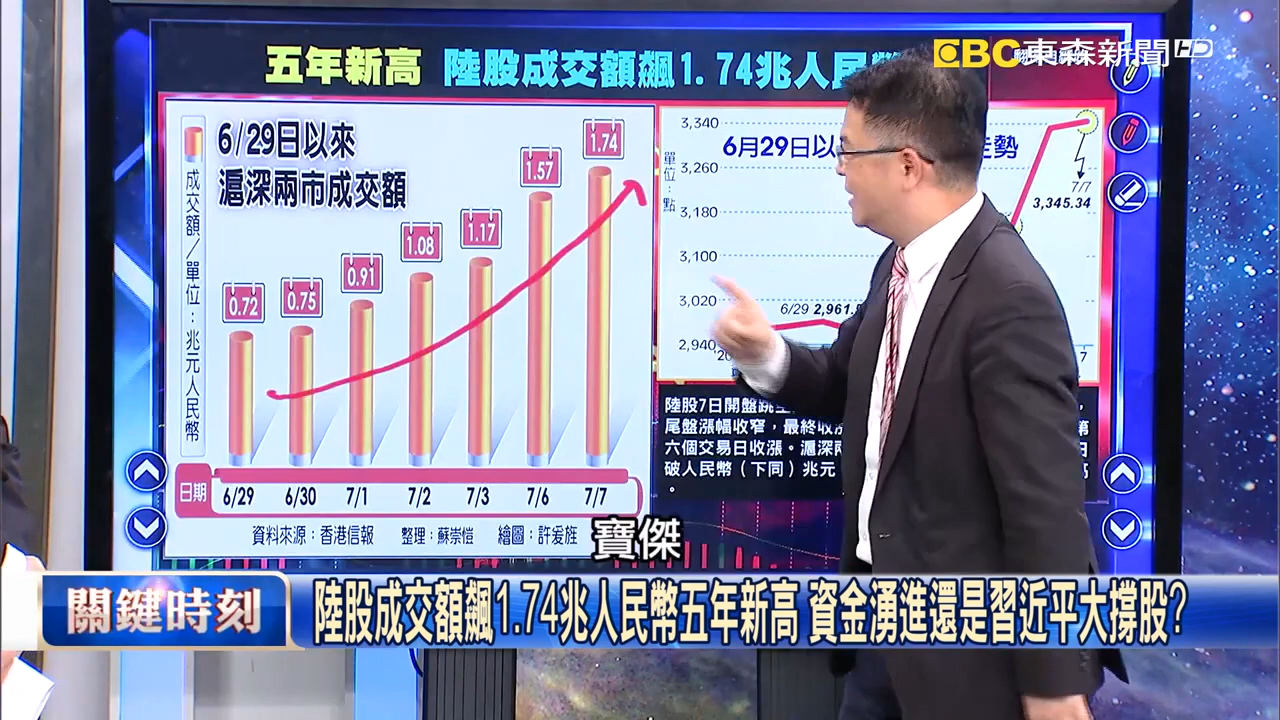 五年新高 陸股成交額飆1.74兆人民幣
EBC東森新聞HD
6/29日以來
滬深兩市成交額
成交額/單位:兆元人民幣
0.72
0.75
0.91
1.08
1.17
1.57
1.74
日期
6/29
6/30
7/1
7/2
7/3
7/6
7/7
資料來源:香港信報 整理:蘇崇愷 繪圖:許爰旌
6月29日以
走勢
單位:點
3,340
3,260
3,180
3,100
3,020
2,940
6/29 2,961.
7/7
3,345.34
7
陸股7日開盤跳
尾盤漲幅收窄,最終收
六個交易日收漲。滬深兩
破人民幣(下同)兆元
第
日
寶傑
關鍵時刻
陸股成交額飆1.74兆人民幣五年新高 資金湧進還是習近平大撐股?